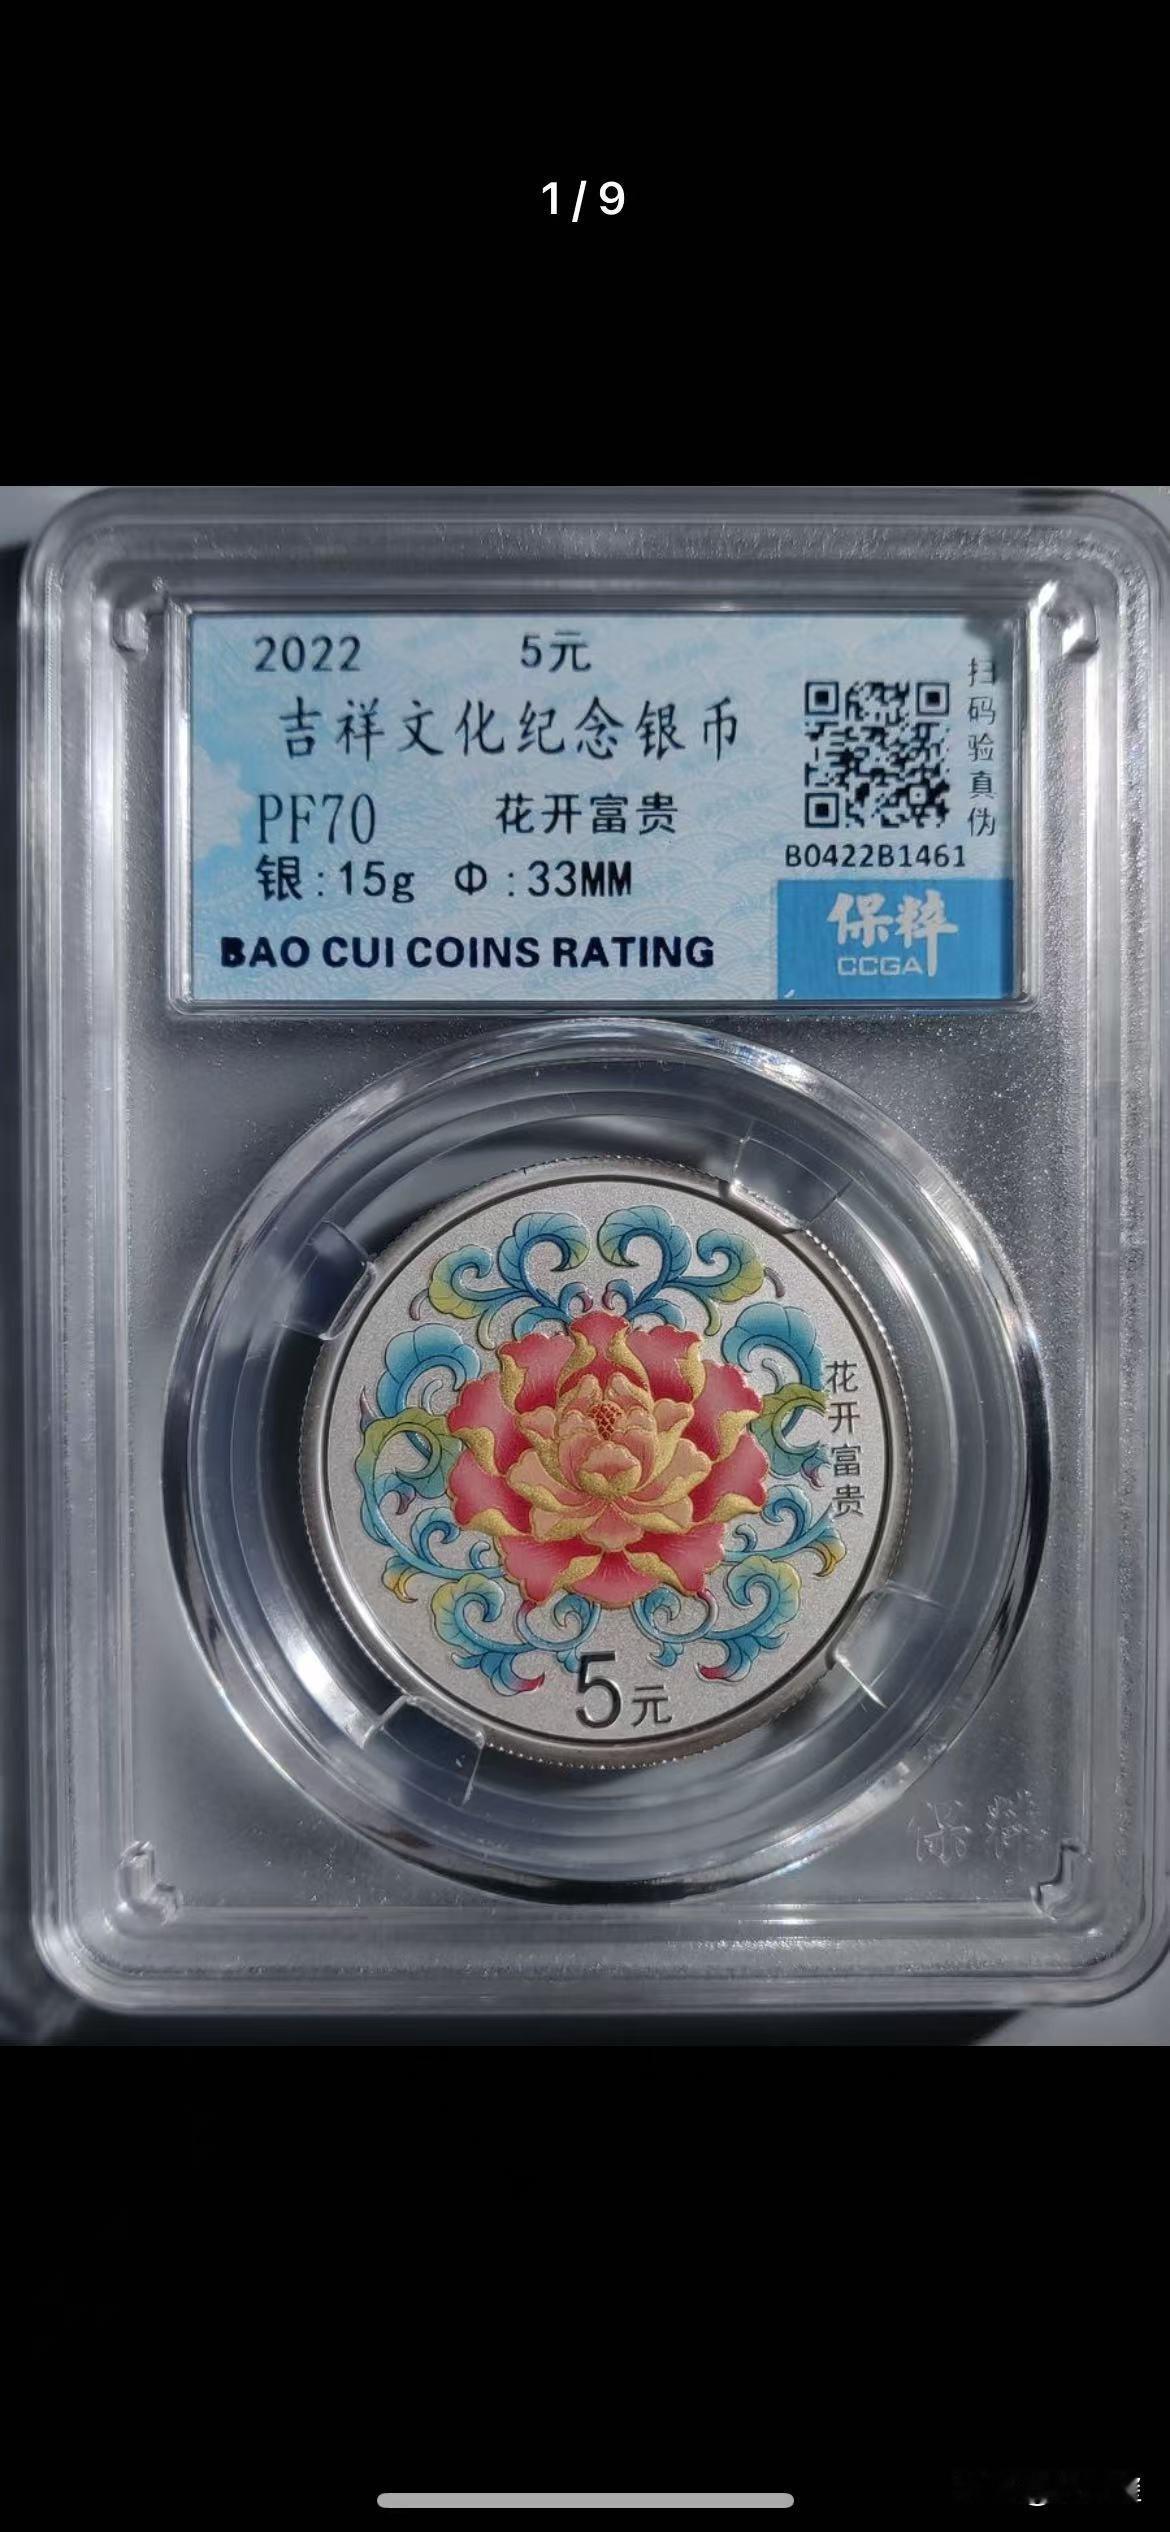 1/9
2022 5元
吉祥文化纪念银币
PF70 花开富贵
银:15g Φ:33MM
BAO CUI COINS RATING
扫码验真伪
B0422B1461
保粹
CCGA
花开富贵
5元
保粹